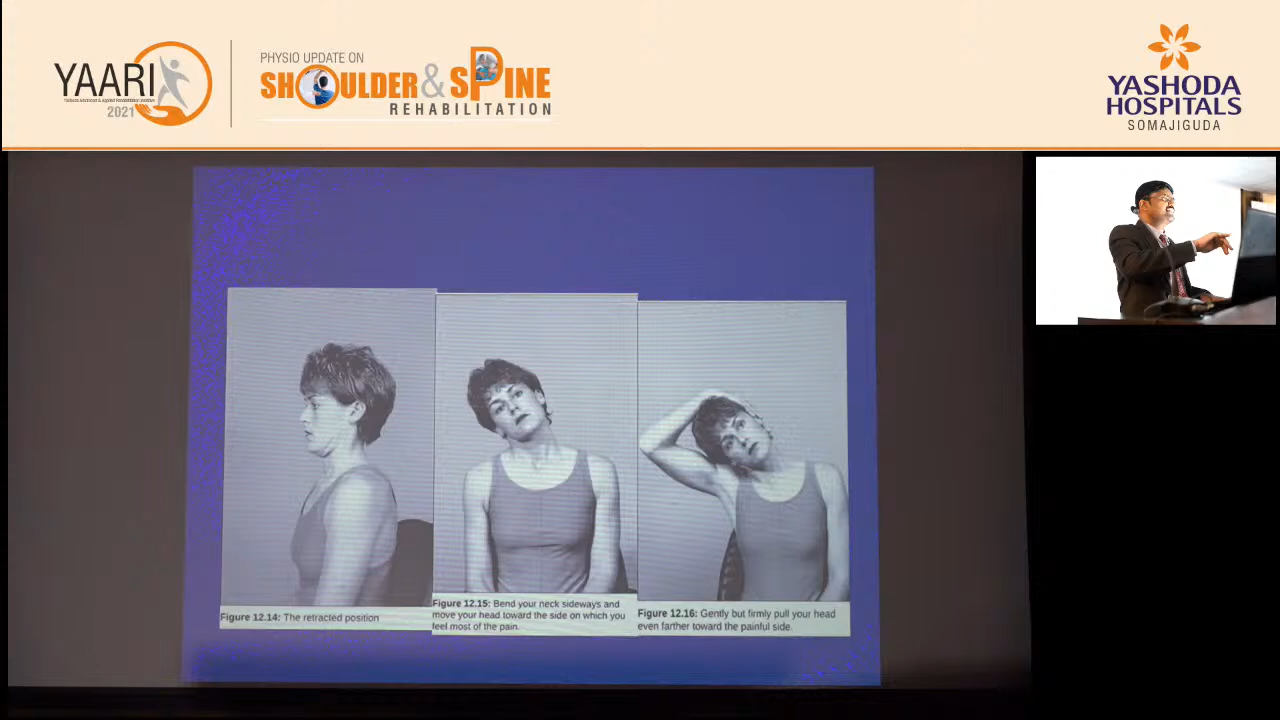 YAARI
2021
PHYSIO UPDATE ON
SHOULDER & SPINE
REHABILITATION
YASHODA
HOSPITALS
SOMAJIGUDA
Figure 12.14: The retracted position
Figure 12.15: Bend your neck sideways and
move your head toward the side on which you
feel most of the pain.
Figure 12.16: Gently but firmly pull your head
even farther toward the painful side.